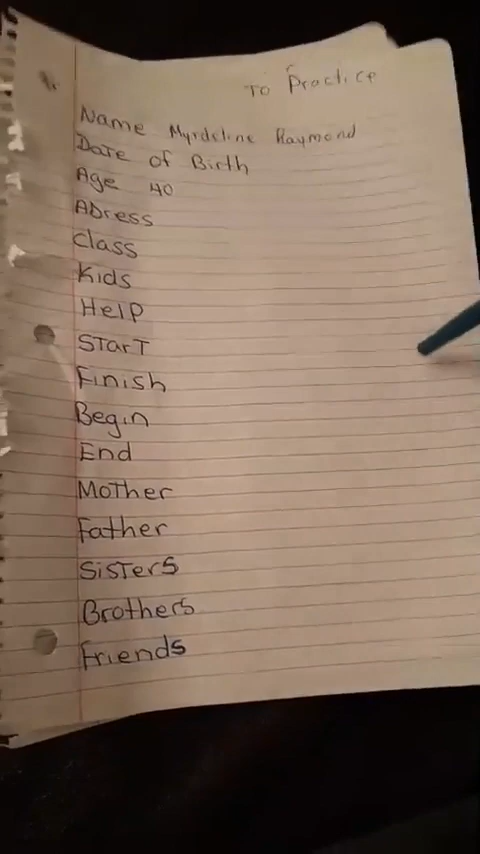 To Practice
Name Myrdeline Raymond
Date of Birth
Age 40
ADress
Class
Kids
Help
STarT
Finish
Begin
End
MoTher
Father
SisTers
Brothers
Friends